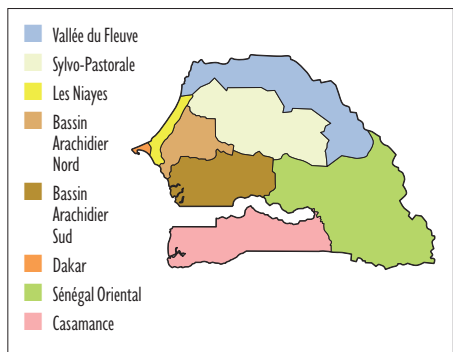 Vallée du Fleuve
Sylvo-Pastorale
Les Niayes
Bassin
Arachidier
Nord
Bassin
Arachidier
Sud
Dakar
Sénégal Oriental
Casamance